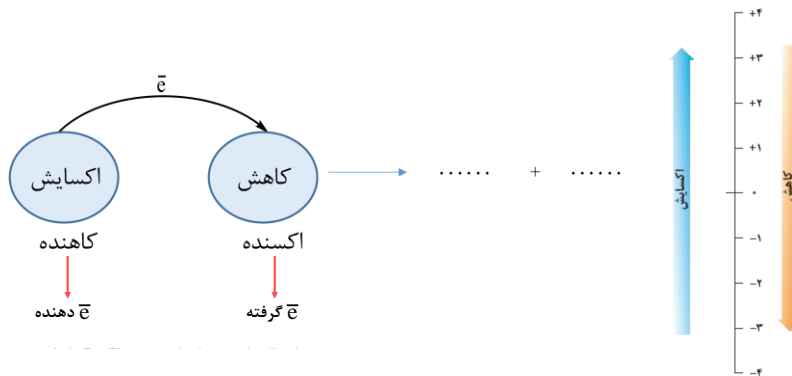 e̅
اکسایش
کاهش
...... + ......
کاهنده
اکسنده
e̅ دهنده
e̅ گرفته
اکسایش
کاهش
+۴
+۳
+۲
+۱
۰
−۱
−۲
−۳
−۴